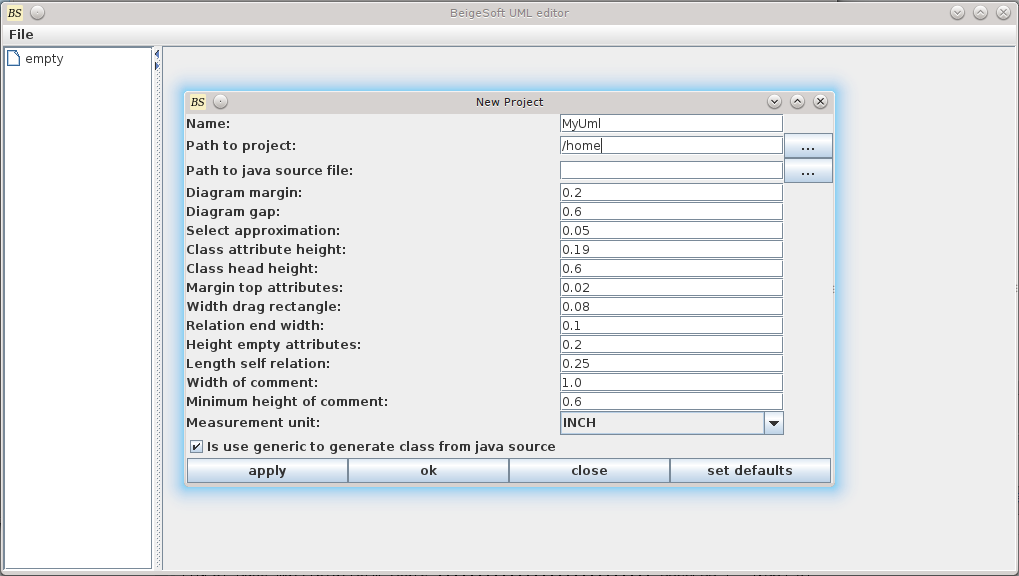 BS BeigeSoft UML editor
File
empty
BS New Project
Name: MyUml
Path to project: /home ...
Path to java source file: ...
Diagram margin: 0.2
Diagram gap: 0.6
Select approximation: 0.05
Class attribute height: 0.19
Class head height: 0.6
Margin top attributes: 0.02
Width drag rectangle: 0.08
Relation end width: 0.1
Height empty attributes: 0.2
Length self relation: 0.25
Width of comment: 1.0
Minimum height of comment: 0.6
Measurement unit: INCH
Is use generic to generate class from java source
apply ok close set defaults